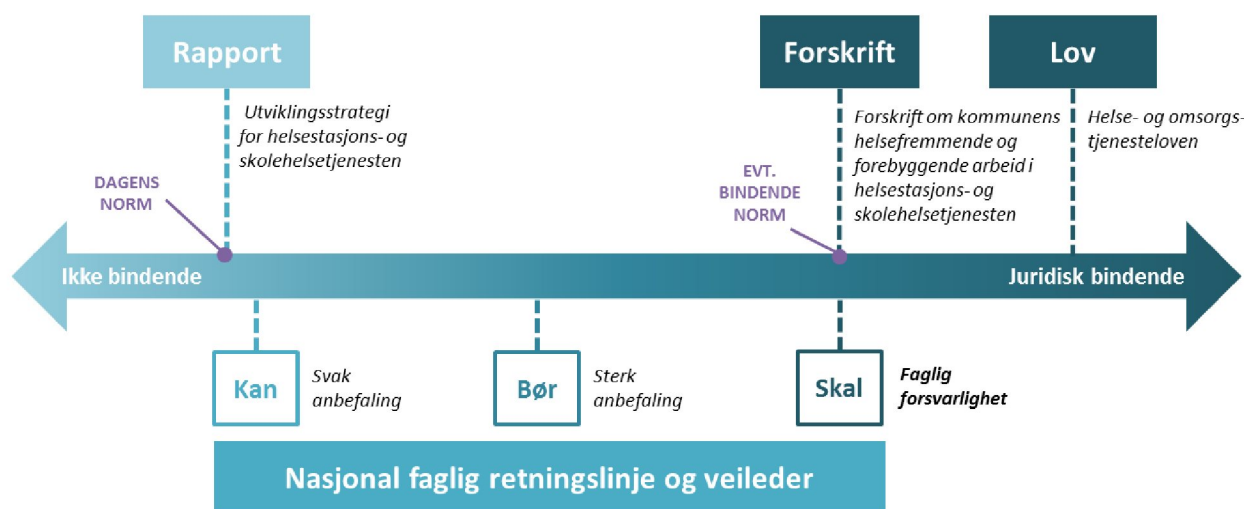 Rapport
Forskrift
Lov
Utviklingsstrategi
for helsestasjons- og
skolehelsetjenesten
Forskrift om kommunens
helsefremmende og
forebyggende arbeid i
helsestasjons- og
skolehelsetjenesten
Helse- og omsorgs-
tjenesteloven
DAGENS
NORM
EVT.
BINDENDE
NORM
Ikke bindende
Juridisk bindende
Kan
Svak
anbefaling
Bør
Sterk
anbefaling
Skal
Faglig
forsvarlighet
Nasjonal faglig retningslinje og veileder